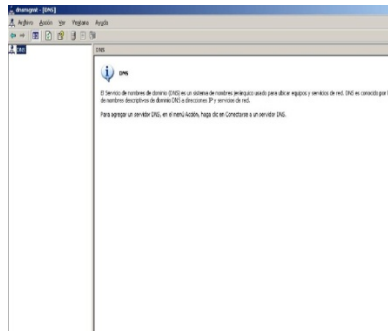 dnsmgmt - [DNS]
Archivo Acción Ver Ventana Ayuda
DNS
DNS
DNS
El Servicio de nombres de dominio (DNS) es un sistema de nombres jerárquico usado para ubicar equipos y servicios de red. DNS es conocido por
de nombres descriptivos de dominio DNS a direcciones IP y servicios de red.
Para agregar un servidor DNS, en el menú Acción, haga clic en Conectarse a un servidor DNS.